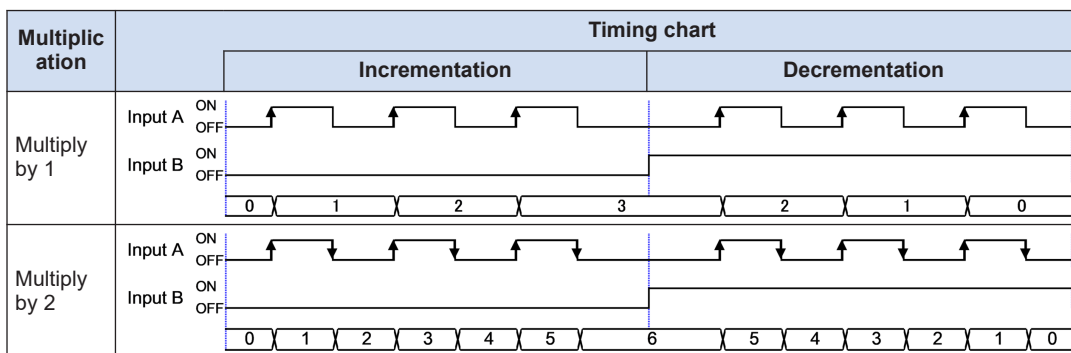 Multiplic
ation
Timing chart
Incrementation Decrementation
Multiply
by 1
Input A ON
OFF
Input B ON
OFF
0 1 2 3 2 1 0
Multiply
by 2
Input A ON
OFF
Input B ON
OFF
0 1 2 3 4 5 6 5 4 3 2 1 0